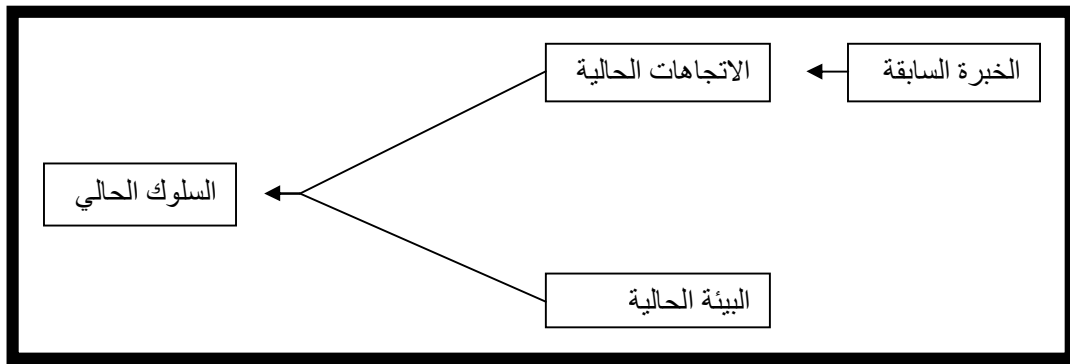 الخبرة السابقة
الاتجاهات الحالية
السلوك الحالي
البيئة الحالية